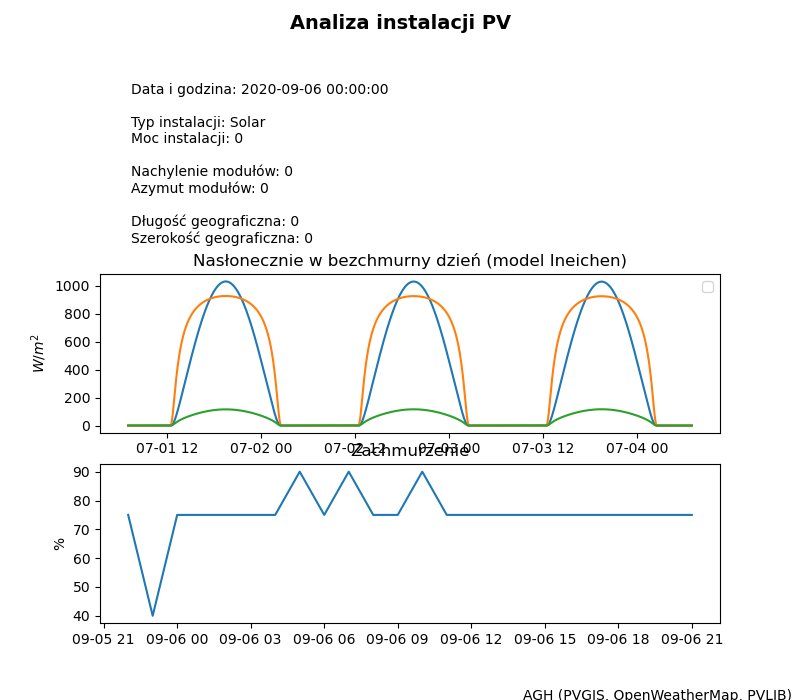 Analiza instalacji PV
Data i godzina: 2020-09-06 00:00:00
Typ instalacji: Solar
Moc instalacji: 0
Nachylenie modułów: 0
Azymut modułów: 0
Długość geograficzna: 0
Szerokość geograficzna: 0
Nasłonecznie w bezchmurny dzień (model Ineichen)
W/m²
1000
800
600
400
200
0
07-01 12 07-02 00 07-02 12 07-03 00 07-03 12 07-04 00
Zachmurzenie
%
90
80
70
60
50
40
09-05 21 09-06 00 09-06 03 09-06 06 09-06 09 09-06 12 09-06 15 09-06 18 09-06 21
AGH (PVGIS, OpenWeatherMap, PVLIB)